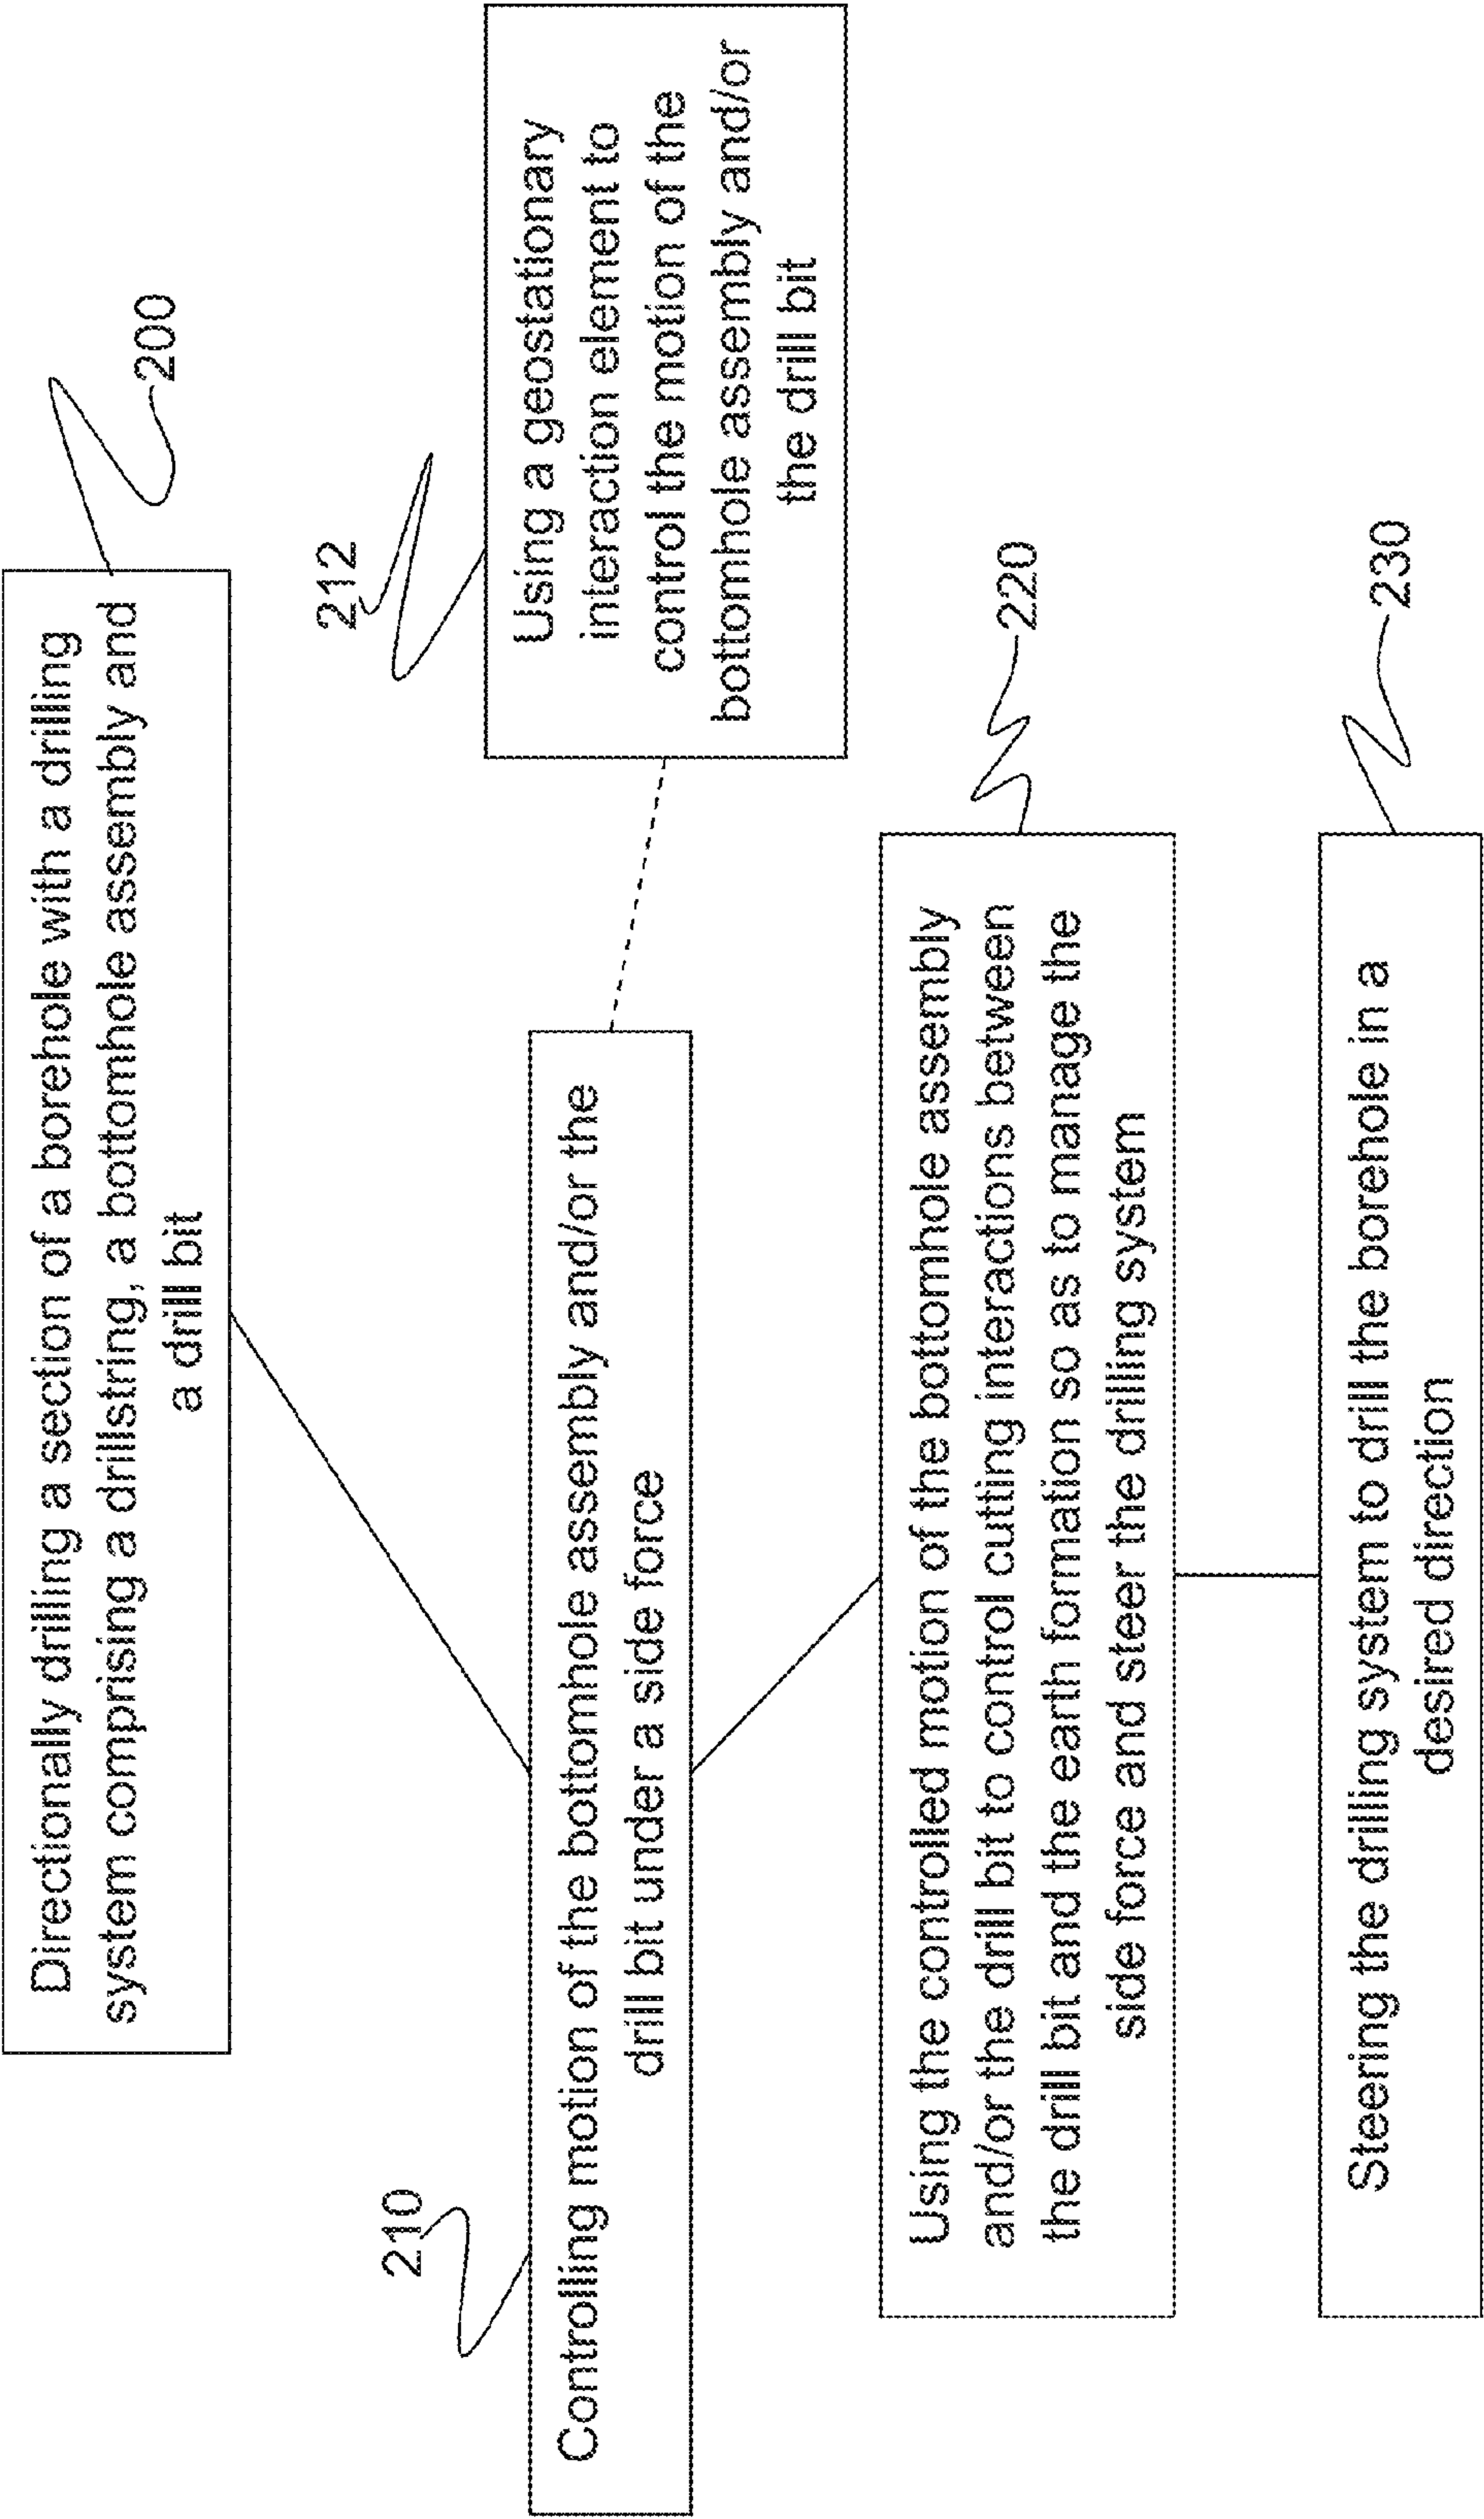 Directionally drilling a section of a borehole with a drilling
system comprising a drillstring, a bottomhole assembly and
a drill bit
200
210
Controlling motion of the bottomhole assembly and/or the
drill bit under a side force
212
Using a geostationary
interaction element to
control the motion of the
bottomhole assembly and/or
the drill bit
Using the controlled motion of the bottomhole assembly
and/or the drill bit to control cutting interactions between
the drill bit and the earth formation so as to manage the
side force and steer the drilling system
220
Steering the drilling system to drill the borehole in a
desired direction
230